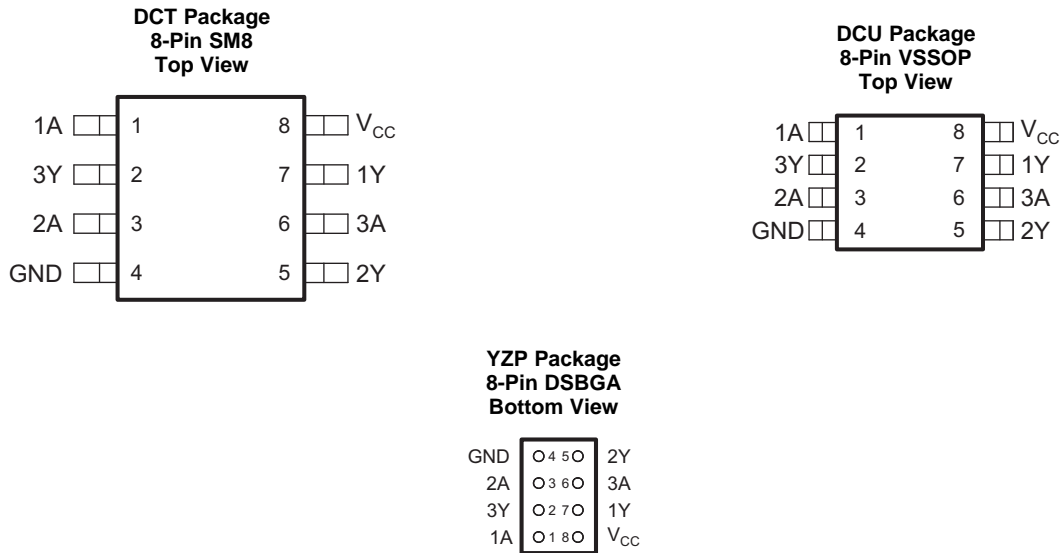 DCT Package
8-Pin SM8
Top View
1A 1 8 VCC
3Y 2 7 1Y
2A 3 6 3A
GND 4 5 2Y
DCU Package
8-Pin VSSOP
Top View
1A 1 8 VCC
3Y 2 7 1Y
2A 3 6 3A
GND 4 5 2Y
YZP Package
8-Pin DSBGA
Bottom View
GND 4 5 2Y
2A 3 6 3A
3Y 2 7 1Y
1A 1 8 VCC